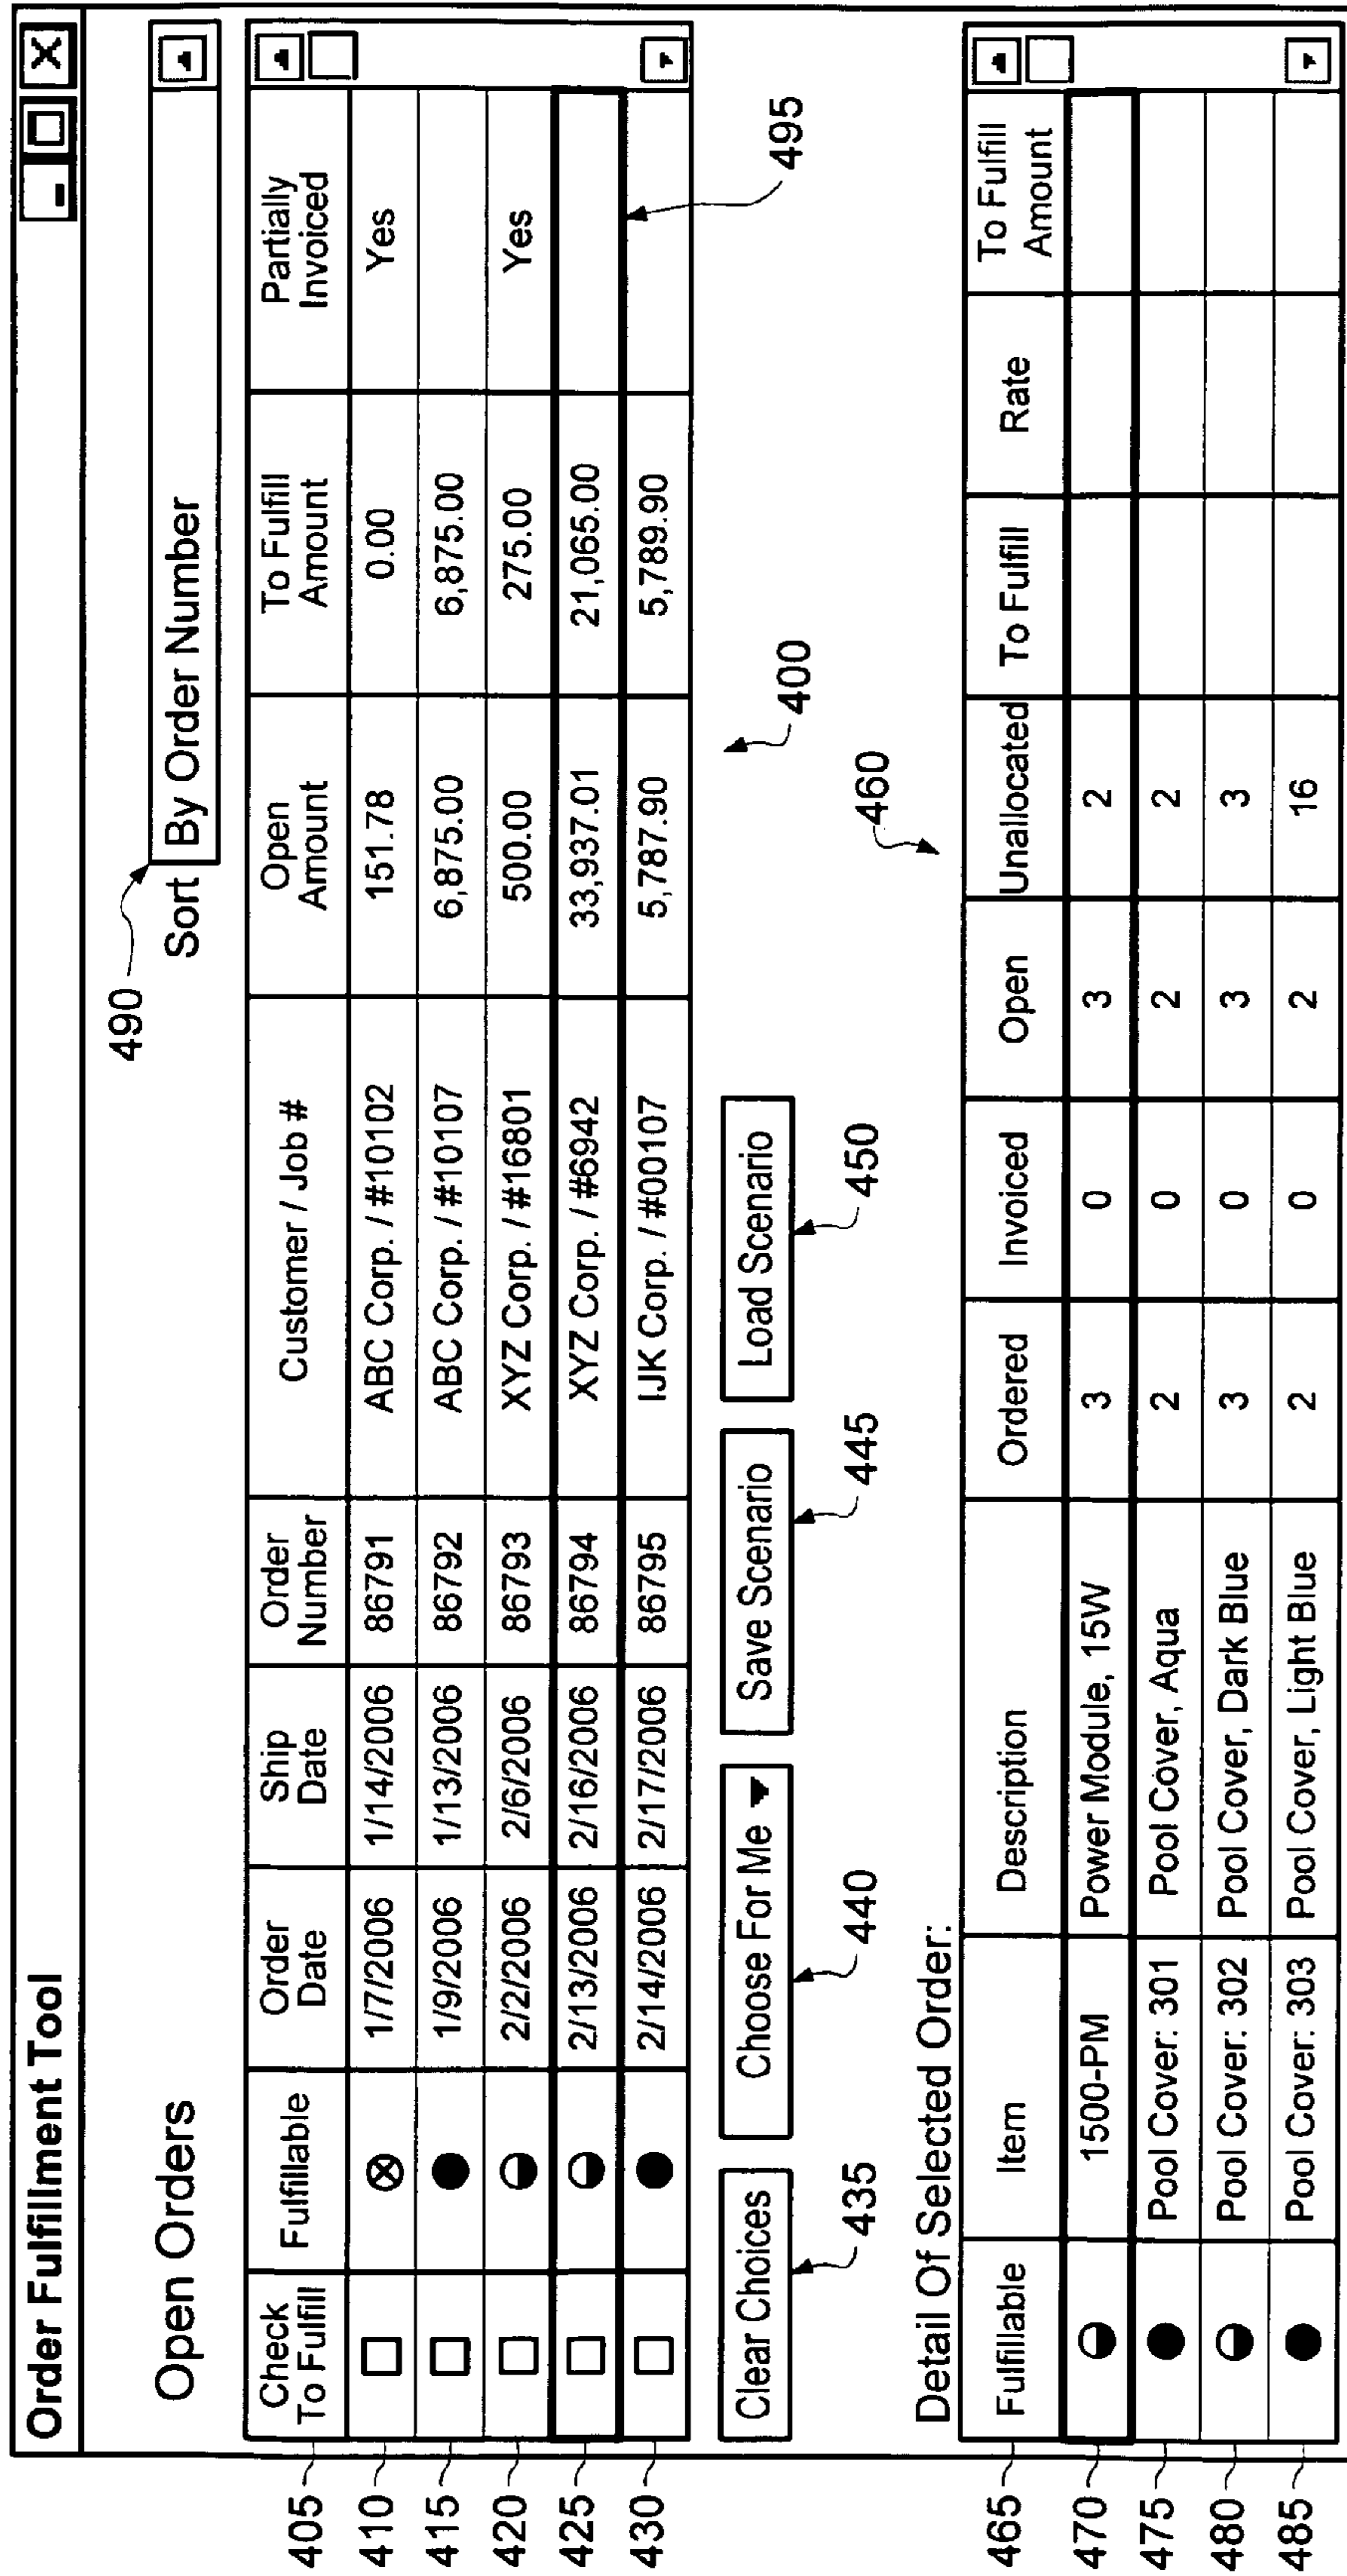 Order Fulfillment Tool
Open Orders
490
Sort By Order Number
405 Check To Fulfill Fulfillable Order Date Ship Date Order Number Customer / Job # Open Amount To Fulfill Amount Partially Invoiced
410 1/7/2006 1/14/2006 86791 ABC Corp. / #10102 151.78 0.00 Yes
415 1/9/2006 1/13/2006 86792 ABC Corp. / #10107 6,875.00 6,875.00
420 2/2/2006 2/6/2006 86793 XYZ Corp. / #16801 500.00 275.00 Yes
425 2/13/2006 2/16/2006 86794 XYZ Corp. / #6942 33,937.01 21,065.00
430 2/14/2006 2/17/2006 86795 IJK Corp. / #00107 5,787.90 5,789.90
Clear Choices Choose For Me Save Scenario Load Scenario
435 440 445 450 400 495
460
Detail Of Selected Order:
465 Fulfillable Item Description Ordered Invoiced Open Unallocated To Fulfill Rate To Fulfill Amount
470 1500-PM Power Module, 15W 3 0 3 2
475 Pool Cover: 301 Pool Cover, Aqua 2 0 2 2
480 Pool Cover: 302 Pool Cover, Dark Blue 3 0 3 3
485 Pool Cover: 303 Pool Cover, Light Blue 2 0 2 16